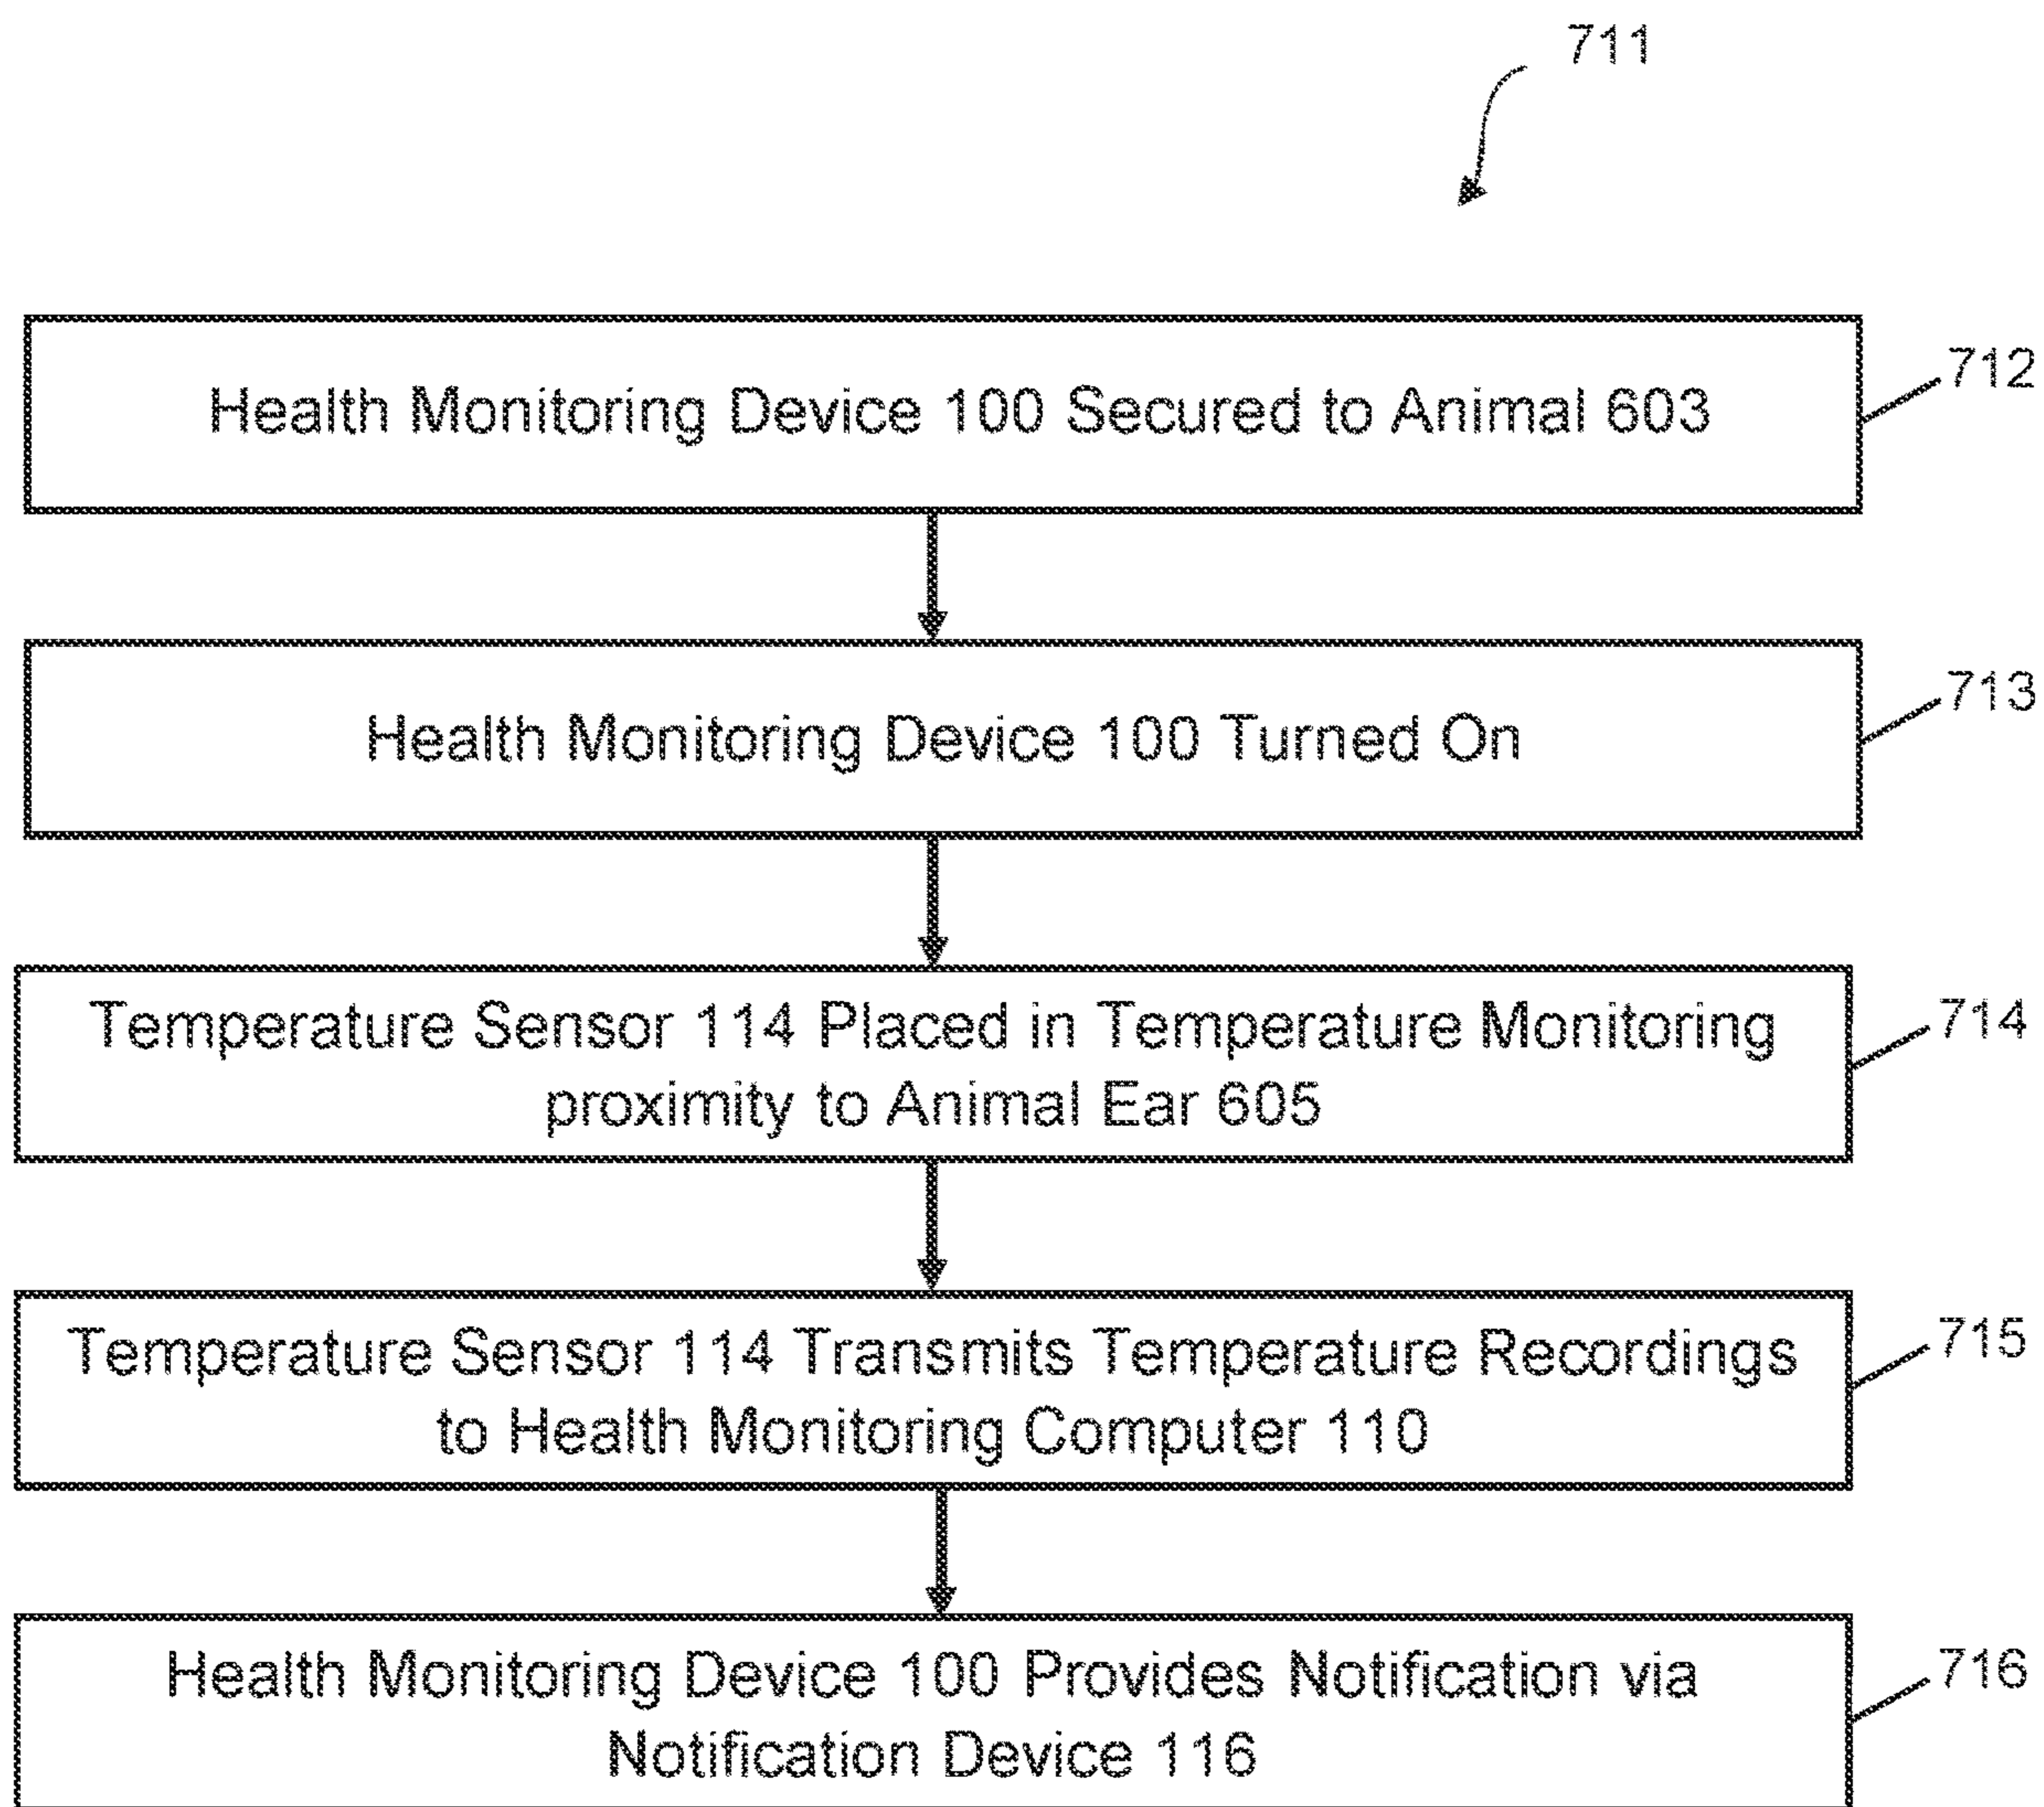 711
Health Monitoring Device 100 Secured to Animal 603
712
Health Monitoring Device 100 Turned On
713
Temperature Sensor 114 Placed in Temperature Monitoring
proximity to Animal Ear 605
714
Temperature Sensor 114 Transmits Temperature Recordings
to Health Monitoring Computer 110
715
Health Monitoring Device 100 Provides Notification via
Notification Device 116
716